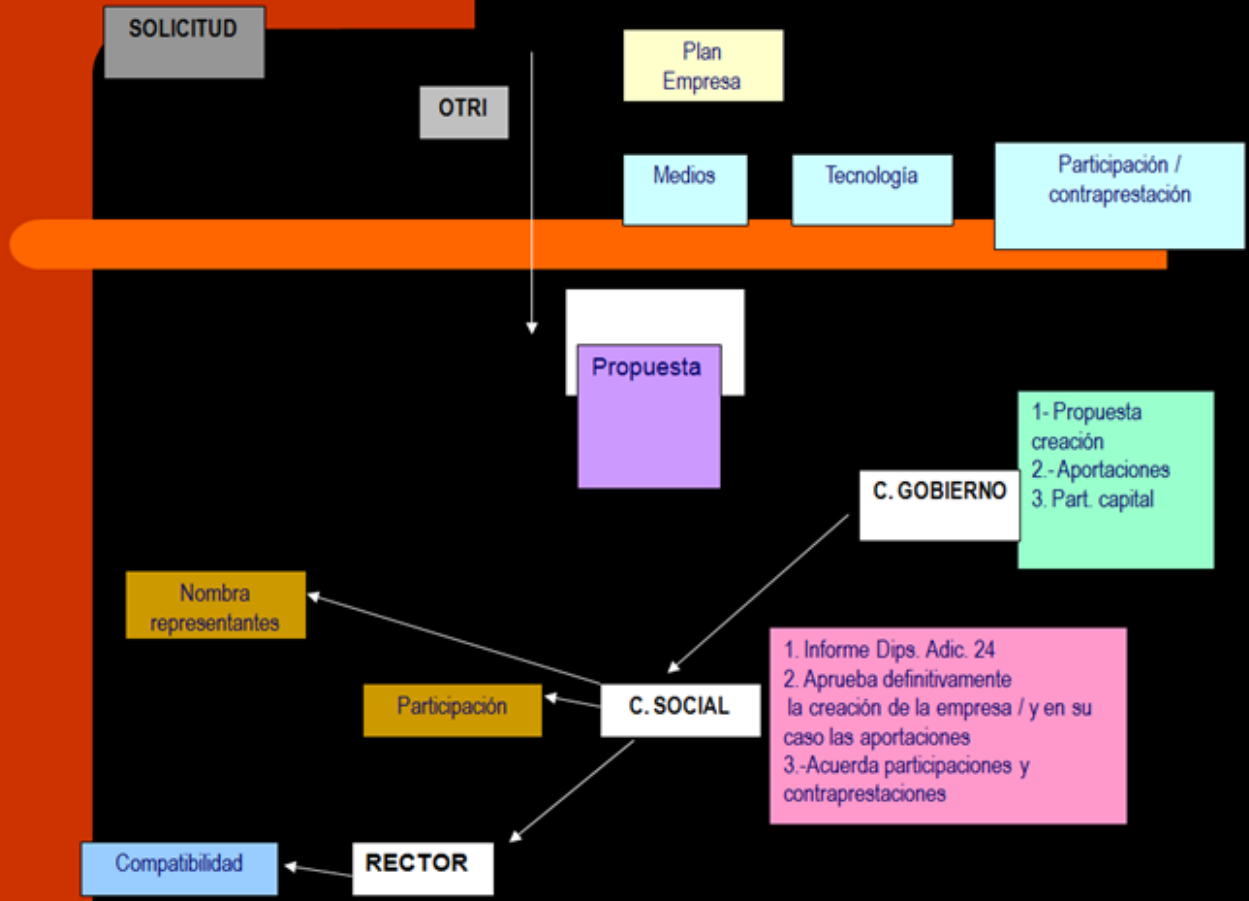 SOLICITUD
Plan
Empresa
OTRI
Medios
Tecnología
Participación /
contraprestación
Propuesta
1- Propuesta
creación
2.- Aportaciones
3. Part. capital
C. GOBIERNO
Nombra
representantes
Participación
C. SOCIAL
1. Informe Dips. Adic. 24
2. Aprueba definitivamente
la creación de la empresa / y en su
caso las aportaciones
3.-Acuerda participaciones y
contraprestaciones
Compatibilidad
RECTOR